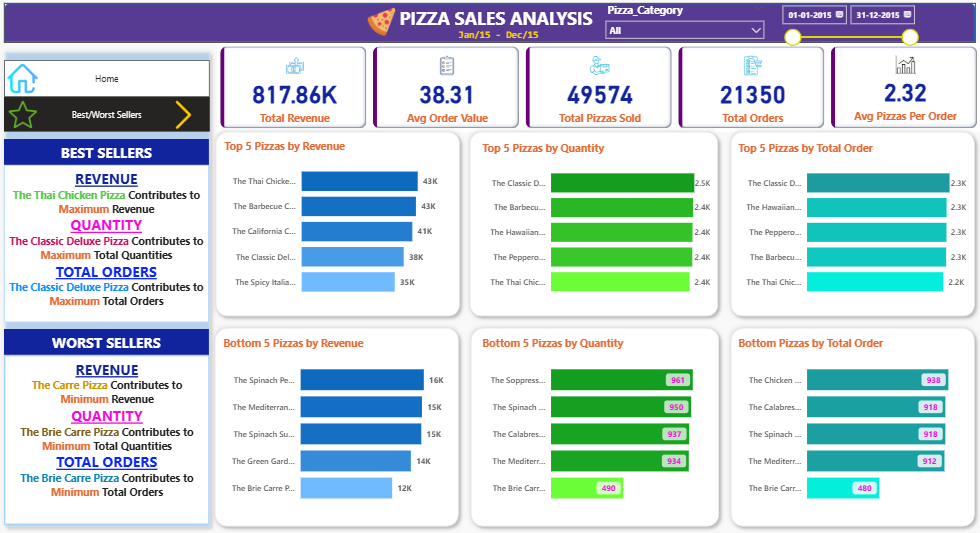 PIZZA SALES ANALYSIS
Jan/15 - Dec/15
Pizza_Category
All
01-01-2015
31-12-2015
Home
Best/Worst Sellers
817.86K
Total Revenue
38.31
Avg Order Value
49574
Total Pizzas Sold
21350
Total Orders
2.32
Avg Pizzas Per Order
BEST SELLERS
REVENUE
The Thai Chicken Pizza Contributes to
Maximum Revenue
QUANTITY
The Classic Deluxe Pizza Contributes to
Maximum Total Quantities
TOTAL ORDERS
The Classic Deluxe Pizza Contributes to
Maximum Total Orders
Top 5 Pizzas by Revenue
The Thai Chicke... 43K
The Barbecue C... 43K
The California C... 41K
The Classic Del... 38K
The Spicy Italia... 35K
Top 5 Pizzas by Quantity
The Classic D... 2.5K
The Barbecu... 2.4K
The Hawaiian... 2.4K
The Peppero... 2.4K
The Thai Chic... 2.4K
Top 5 Pizzas by Total Order
The Classic D... 2.3K
The Hawaiian... 2.3K
The Peppero... 2.3K
The Barbecu... 2.3K
The Thai Chic... 2.2K
WORST SELLERS
REVENUE
The Carre Pizza Contributes to
Minimum Revenue
QUANTITY
The Brie Carre Pizza Contributes to
Minimum Total Quantities
TOTAL ORDERS
The Brie Carre Pizza Contributes to
Minimum Total Orders
Bottom 5 Pizzas by Revenue
The Spinach Pe... 16K
The Mediterran... 15K
The Spinach Su... 15K
The Green Gard... 14K
The Brie Carre P... 12K
Bottom 5 Pizzas by Quantity
The Soppress... 961
The Spinach ... 950
The Calabres... 937
The Mediterr... 934
The Brie Carr... 490
Bottom Pizzas by Total Order
The Chicken ... 938
The Calabres... 918
The Spinach ... 918
The Mediterr... 912
The Brie Carr... 480